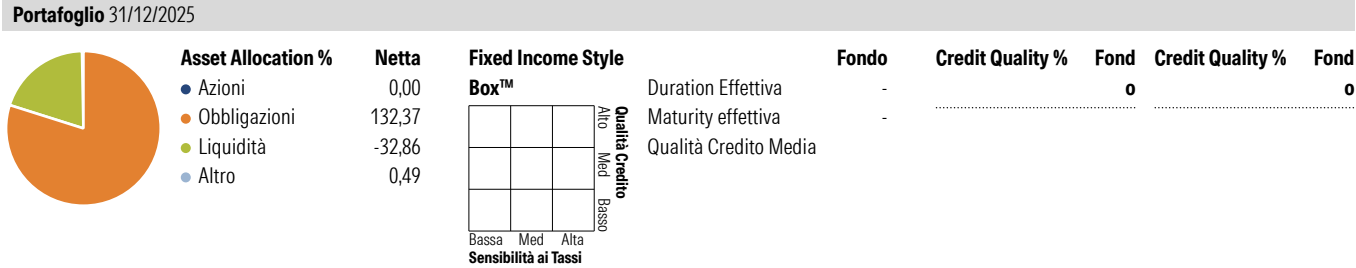 Portafoglio 31/12/2025
Asset Allocation % Netta
Azioni 0,00
Obbligazioni 132,37
Liquidità -32,86
Altro 0,49
Fixed Income Style
Box™
Alto Med Basso
Qualità Credito
Bassa Med Alta
Sensibilità ai Tassi
Fondo
Duration Effettiva -
Maturity effettiva -
Qualità Credito Media
Credit Quality % Fond
o
Credit Quality % Fond
o